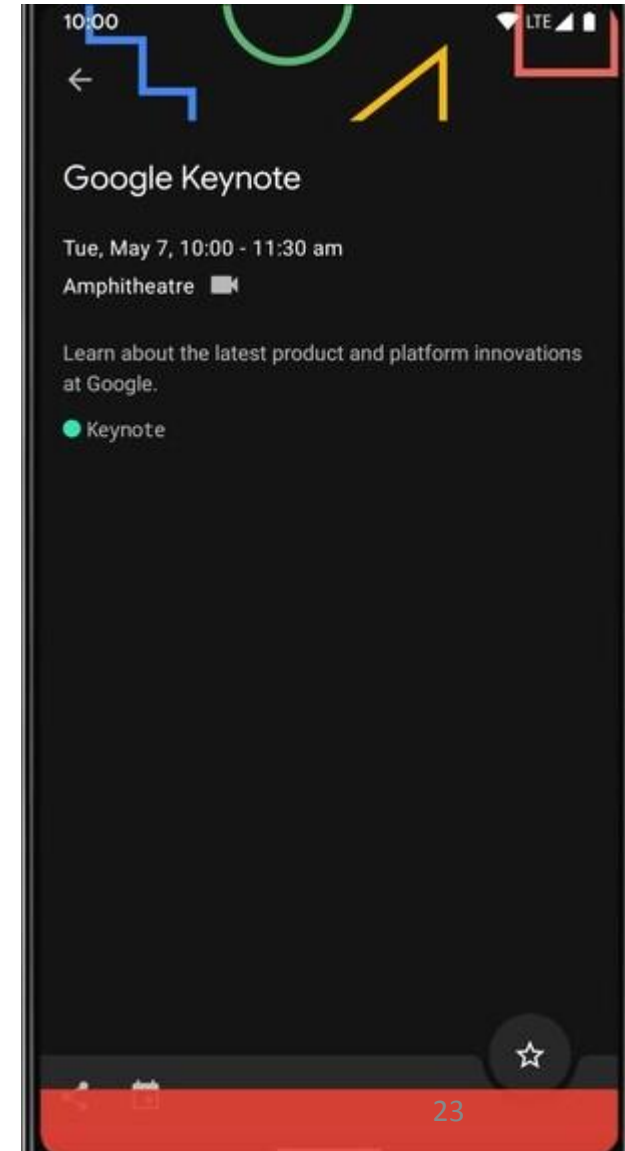 10:00 LTE
Google Keynote
Tue, May 7, 10:00 - 11:30 am
Amphitheatre
Learn about the latest product and platform innovations
at Google.
Keynote
23